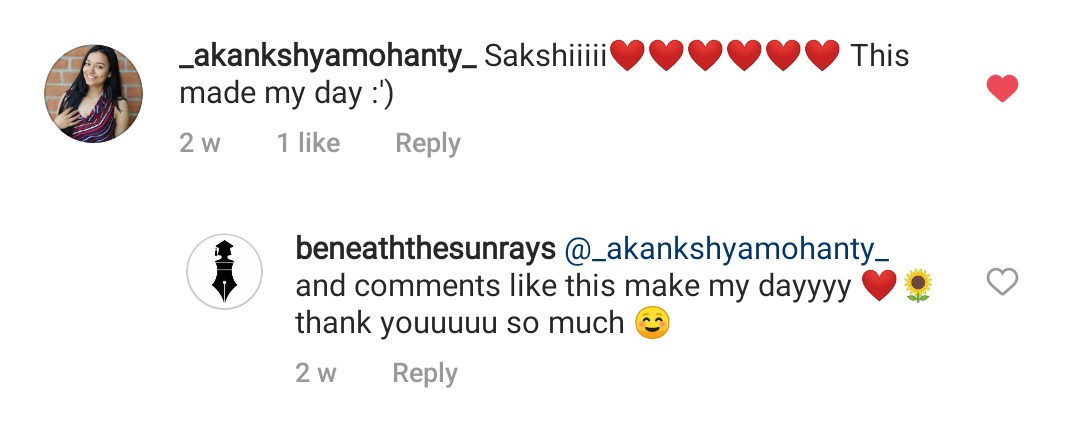 _akankshyamohanty_ Sakshiiiii❤️❤️❤️❤️❤️❤️ This
made my day :')
2 w 1 like Reply
beneaththesunrays @_akankshyamohanty_
and comments like this make my dayyyy ❤️🌻
thank youuuuu so much ☺️
2 w Reply